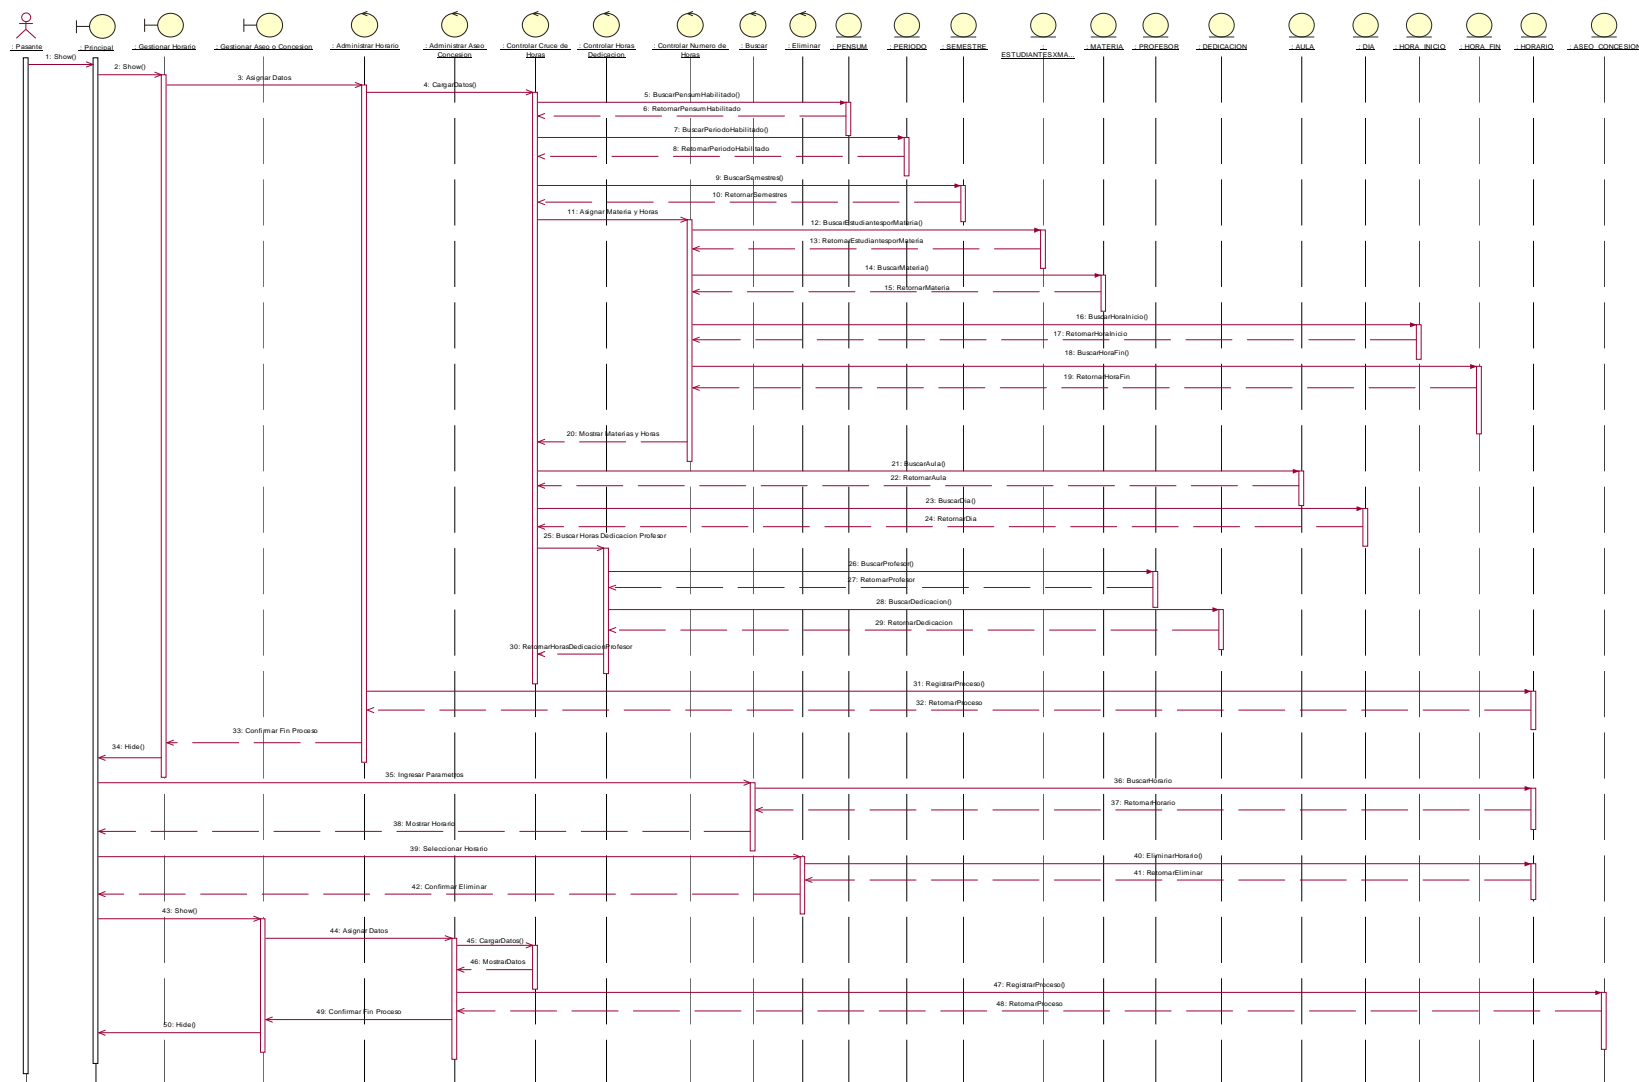 : Pasante
: Principal
: Gestionar Horario
: Gestionar Aseo o Concesion
: Administrar Horario
: Administrar Aseo
Concesion
: Controlar Cruce de
Horas
: Controlar Horas
Dedicacion
: Controlar Numero de
Horas
: Buscar
: Eliminar
: PENSUM
: PERIODO
: SEMESTRE
:
ESTUDIANTESXMA...
: MATERIA
: PROFESOR
: DEDICACION
: AULA
: DIA
: HORA_INICIO
: HORA_FIN
: HORARIO
: ASEO_CONCESION
1: Show()
2: Show()
3: Asignar Datos
4: CargarDatos()
5: BuscarPensumHabilitado()
6: RetornarPensumHabilitado
7: BuscarPeriodoHabilitado()
8: RetornarPeriodoHabilitado
9: BuscarSemestres()
10: RetornarSemestres
11: Asignar Materia y Horas
12: BuscarEstudiantesporMateria()
13: RetornarEstudiantesporMateria
14: BuscarMateria()
15: RetornarMateria
16: BuscarHoraInicio()
17: RetornarHoraInicio
18: BuscarHoraFin()
19: RetornarHoraFin
20: Mostrar Materias y Horas
21: BuscarAula()
22: RetornarAula
23: BuscarDia()
24: RetornarDia
25: Buscar Horas Dedicacion Profesor
26: BuscarProfesor()
27: RetornarProfesor
28: BuscarDedicacion()
29: RetornarDedicacion
30: RetornarHorasDedicacionProfesor
31: RegistrarProceso()
32: RetornarProceso
33: Confirmar Fin Proceso
34: Hide()
35: Ingresar Parametros
36: BuscarHorario
37: RetornarHorario
38: Mostrar Horario
39: Seleccionar Horario
40: EliminarHorario()
41: RetornarEliminar
42: Confirmar Eliminar
43: Show()
44: Asignar Datos
45: CargarDatos()
46: MostrarDatos
47: RegistrarProceso()
48: RetornarProceso
49: Confirmar Fin Proceso
50: Hide()